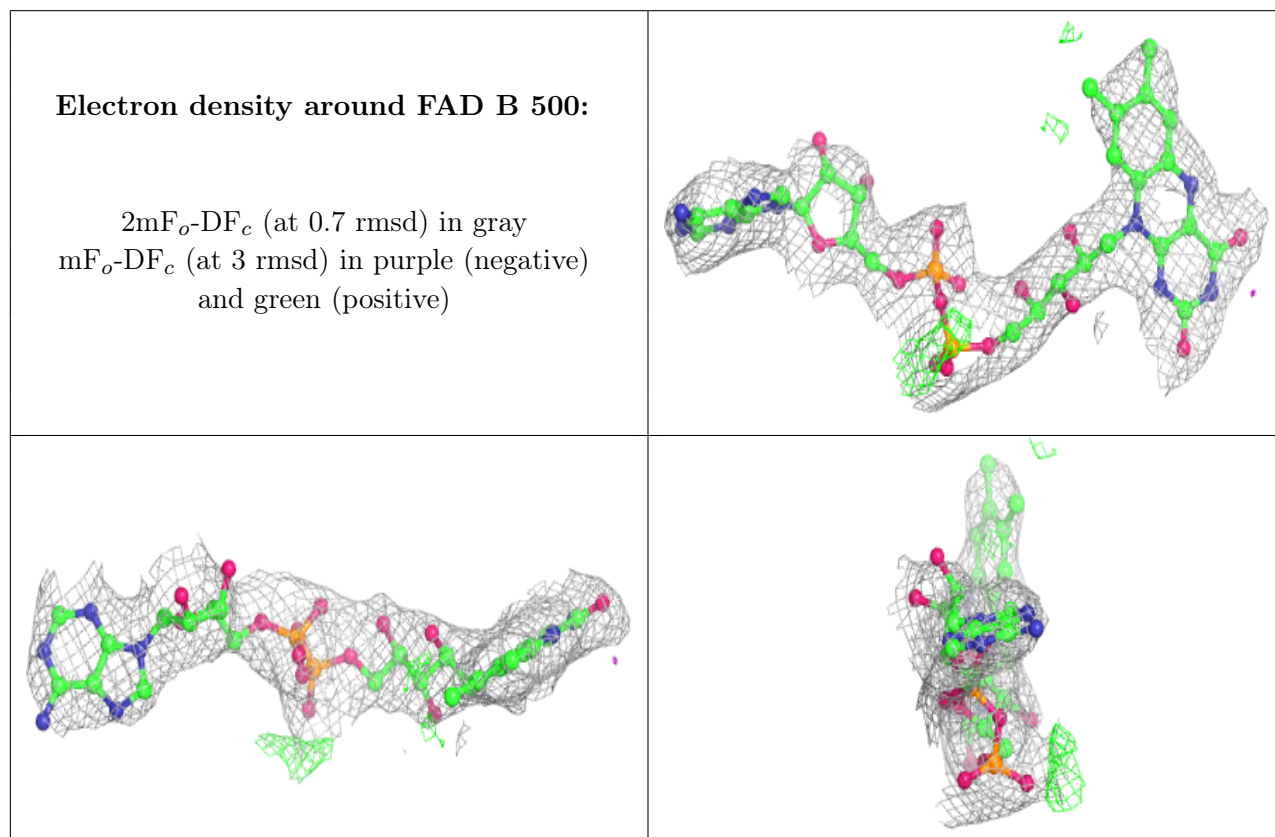 Electron density around FAD B 500:
2mFₒ-DF𝒸 (at 0.7 rmsd) in gray
mFₒ-DF𝒸 (at 3 rmsd) in purple (negative)
and green (positive)